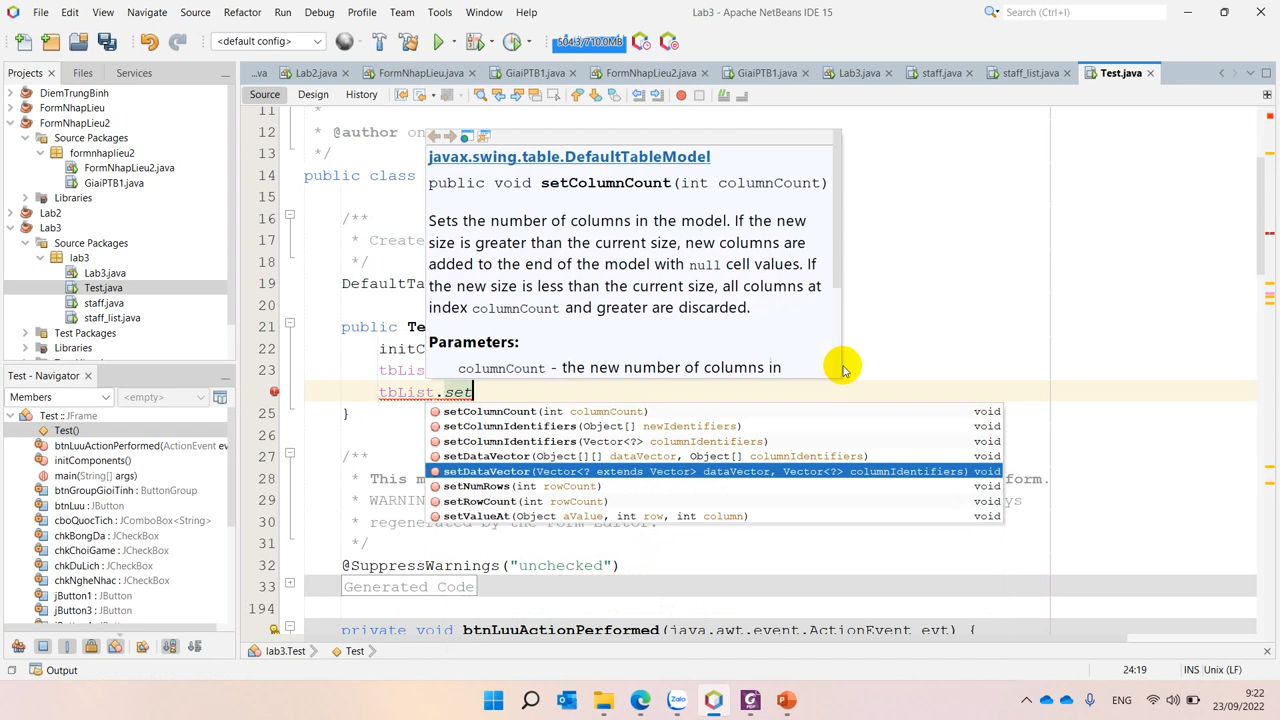 File Edit View Navigate Source Refactor Run Debug Profile Team Tools Window Help
Lab3 - Apache NetBeans IDE 15
Search (Ctrl+I)
<default config>
504.3/710.0MB
Projects Files Services
...va Lab2.java FormNhapLieu.java GiaiPTB1.java FormNhapLieu2.java GiaiPTB1.java Lab3.java staff.java staff_list.java Test.java
Source Design History
DiemTrungBinh
FormNhapLieu
FormNhapLieu2
Source Packages
formnhaplieu2
FormNhapLieu2.java
GiaiPTB1.java
Libraries
Lab2
Lab3
Source Packages
lab3
Lab3.java
Test.java
staff.java
staff_list.java
Test Packages
Libraries
Test - Navigator
Members
<empty>
Test :: JFrame
Test()
btnLuuActionPerformed(ActionEvent ev
initComponents()
main(String[] args)
btnGroupGioiTinh : ButtonGroup
btnLuu : JButton
cboQuocTich : JComboBox<String>
chkBongDa : JCheckBox
chkChoiGame : JCheckBox
chkDuLich : JCheckBox
chkNgheNhac : JCheckBox
jButton1 : JButton
jButton3 : JButton
11 *
12 * @author on
13 */
14 public class
15
16 /**
17 * Create
18 */
19 DefaultTa
20
21 public Te
22 initC
tbLis
tbList.set
25 }
26
27 /**
28 * This m
orm.
29 * WARNIN
ys
30 * regenerated by the Form Editor.
31 */
32 @SuppressWarnings("unchecked")
33 Generated Code
194
private void btnLuuActionPerformed(java.awt.event.ActionEvent evt) {
javax.swing.table.DefaultTableModel
public void setColumnCount(int columnCount)
Sets the number of columns in the model. If the new
size is greater than the current size, new columns are
added to the end of the model with null cell values. If
the new size is less than the current size, all columns at
index columnCount and greater are discarded.
Parameters:
columnCount - the new number of columns in
setColumnCount(int columnCount) void
setColumnIdentifiers(Object[] newIdentifiers) void
setColumnIdentifiers(Vector<?> columnIdentifiers) void
setDataVector(Object[][] dataVector, Object[] columnIdentifiers) void
setDataVector(Vector<? extends Vector> dataVector, Vector<?> columnIdentifiers) void
setNumRows(int rowCount) void
setRowCount(int rowCount) void
setValueAt(Object aValue, int row, int column) void
lab3.Test Test
Output
24:19 INS Unix (LF)
Zalo
PDF
ENG
9:22
23/09/2022